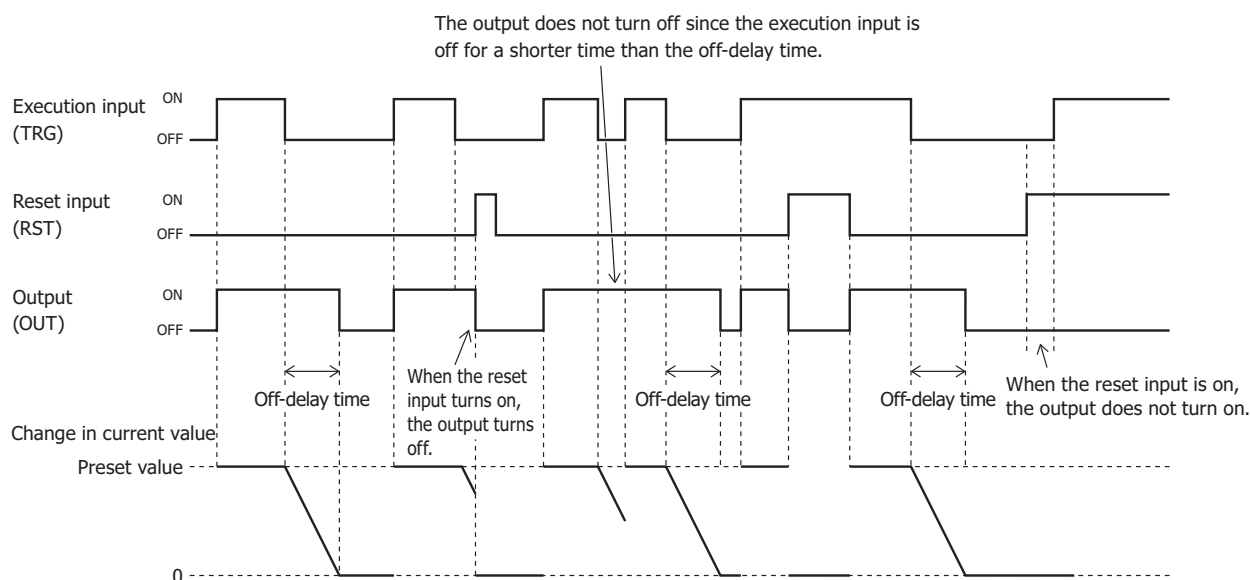 The output does not turn off since the execution input is
off for a shorter time than the off-delay time.
Execution input
(TRG)
ON
OFF
Reset input
(RST)
ON
OFF
Output
(OUT)
ON
OFF
Off-delay time
When the reset
input turns on,
the output turns
off.
Off-delay time
Off-delay time
When the reset input is on,
the output does not turn on.
Change in current value
Preset value
0